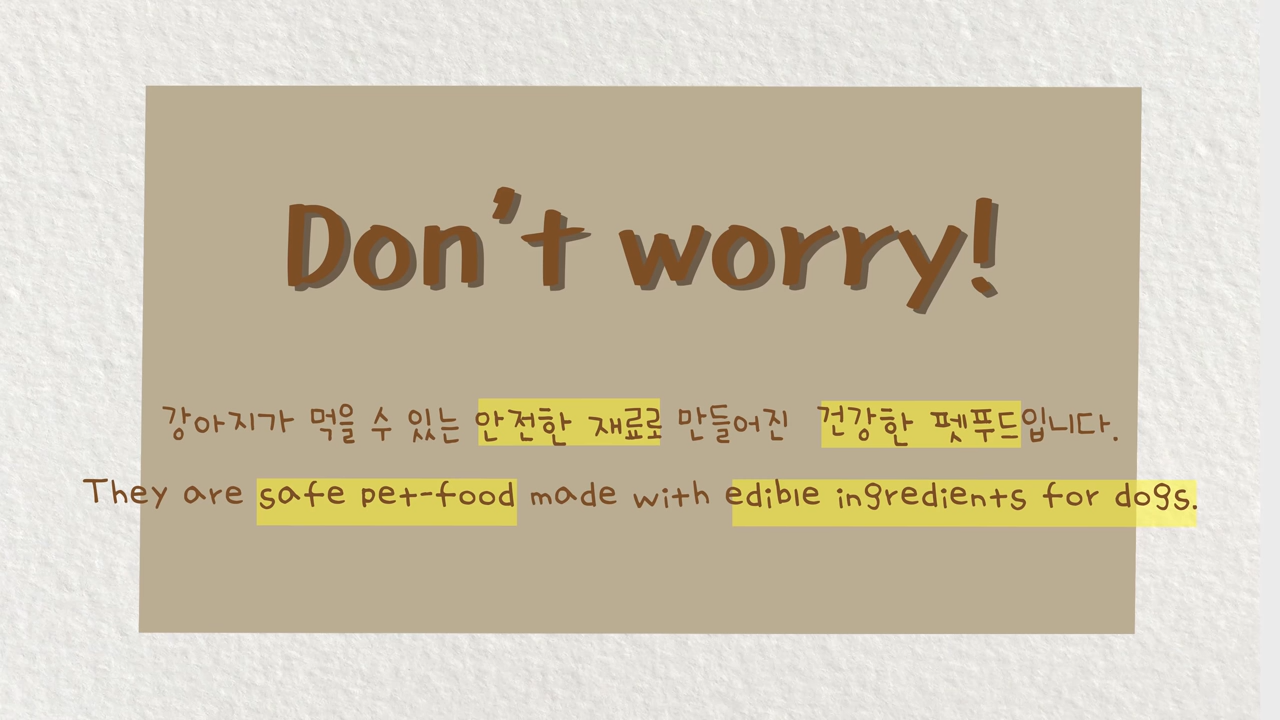 Don't worry!
강아지가 먹을 수 있는 안전한 재료로 만들어진 건강한 펫푸드입니다.
They are safe pet-food made with edible ingredients for dogs.